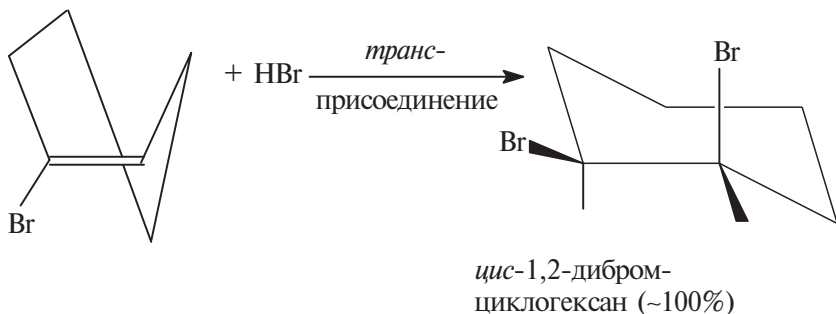 транс-
+ HBr
присоединение
Br
Br
Br
цис-1,2-дибром-
циклогексан (~100%)